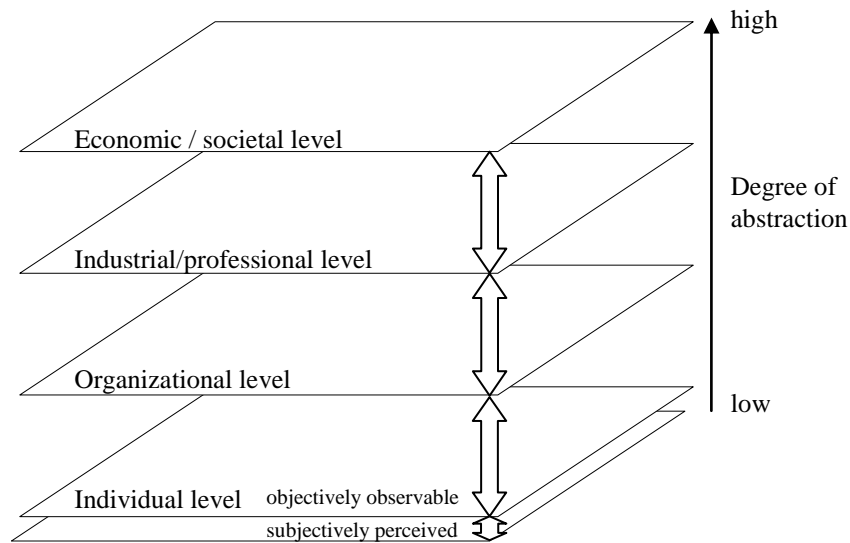 high
Economic / societal level
Degree of
abstraction
Industrial/professional level
Organizational level
low
Individual level objectively observable
subjectively perceived